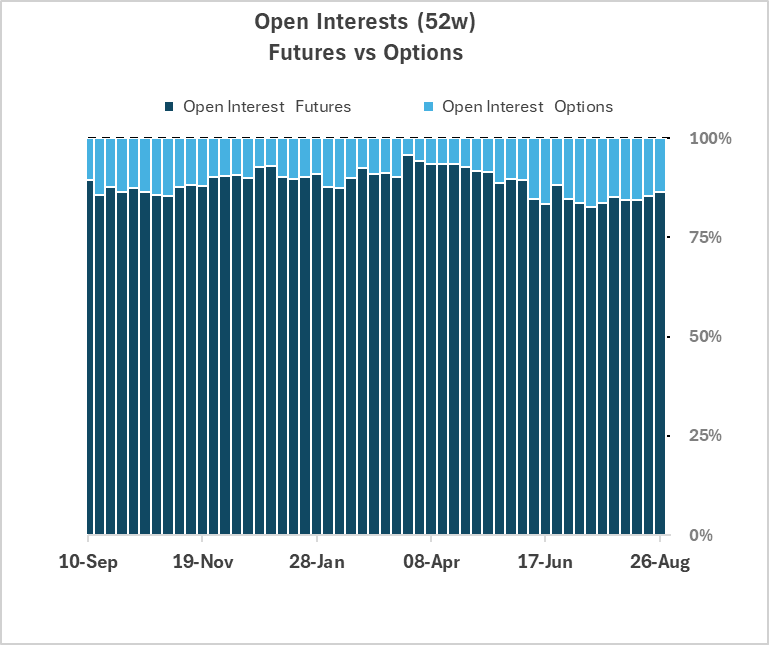 Open Interests (52w)
Futures vs Options
Open Interest Futures
Open Interest Options
100%
75%
50%
25%
0%
10-Sep
19-Nov
28-Jan
08-Apr
17-Jun
26-Aug